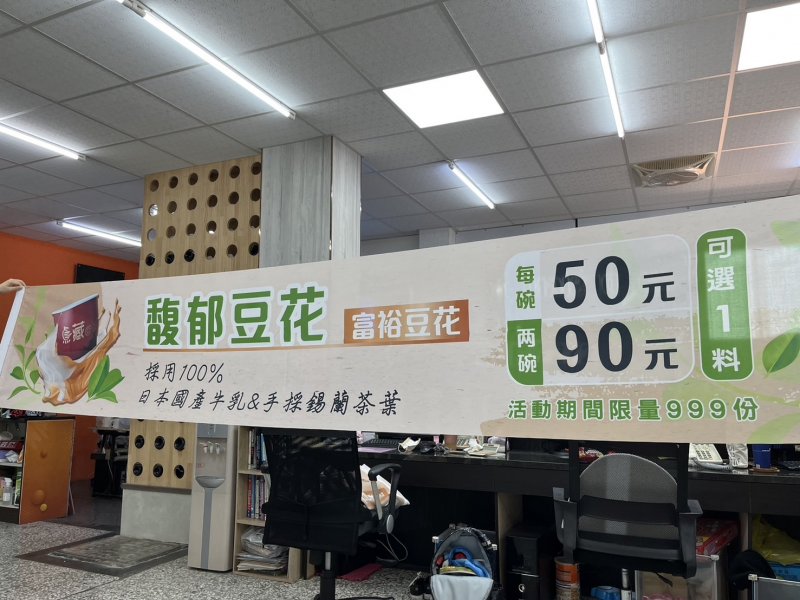 馥郁豆花
富裕豆花
採用100%
日本國產牛乳&手採錫蘭茶葉
每碗 50元
两碗 90元
可選1料
活動期間限量999份